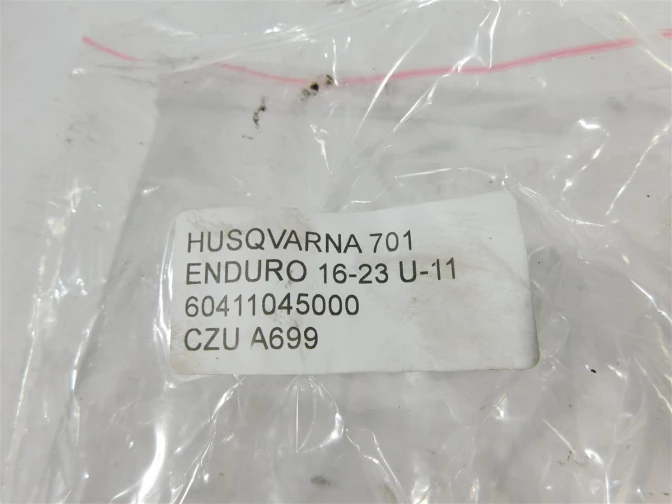 HUSQVARNA 701
ENDURO 16-23 U-11
60411045000
CZU A699